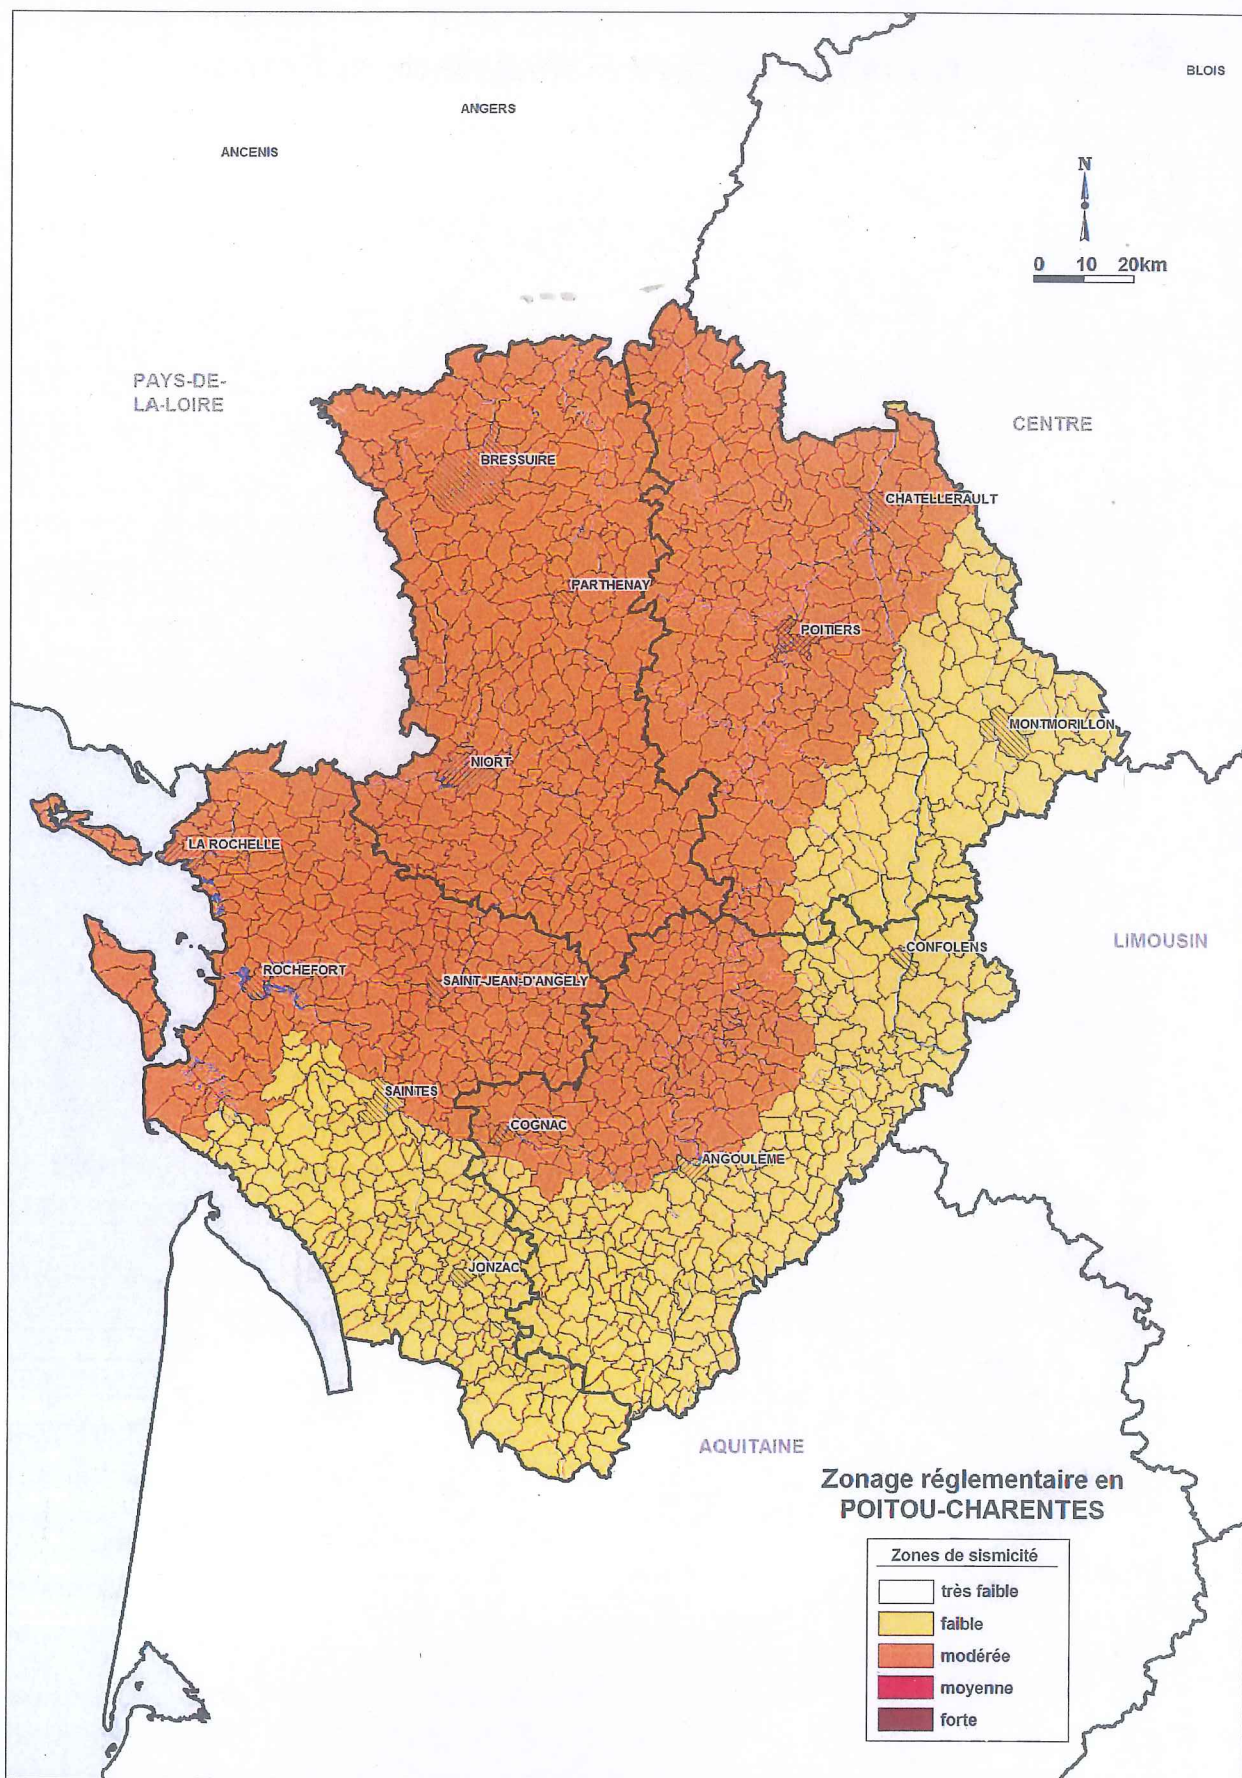 BLOIS
ANGERS
ANCENIS
N
0 10 20km
PAYS-DE-
LA-LOIRE
CENTRE
BRESSUIRE
CHATELLERAULT
PARTHENAY
POITIERS
MONTMORILLON
NIORT
LA ROCHELLE
LIMOUSIN
CONFOLENS
ROCHEFORT
SAINT-JEAN-D'ANGELY
SAINTES
COGNAC
ANGOULEME
JONZAC
AQUITAINE
Zonage réglementaire en
POITOU-CHARENTES
Zones de sismicité
très faible
faible
modérée
moyenne
forte